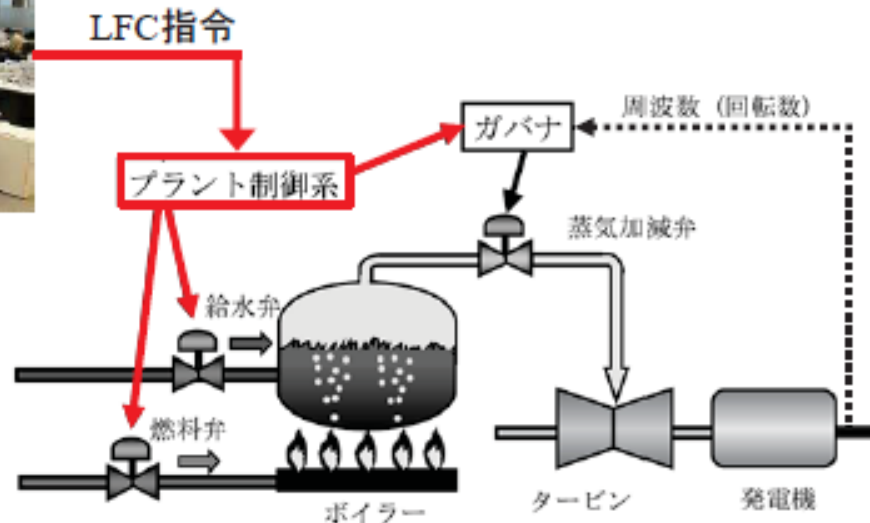 LFC指令
周波数 (回転数)
ガバナ
プラント制御系
蒸気加減弁
給水弁
燃料弁
ボイラー
タービン
発電機